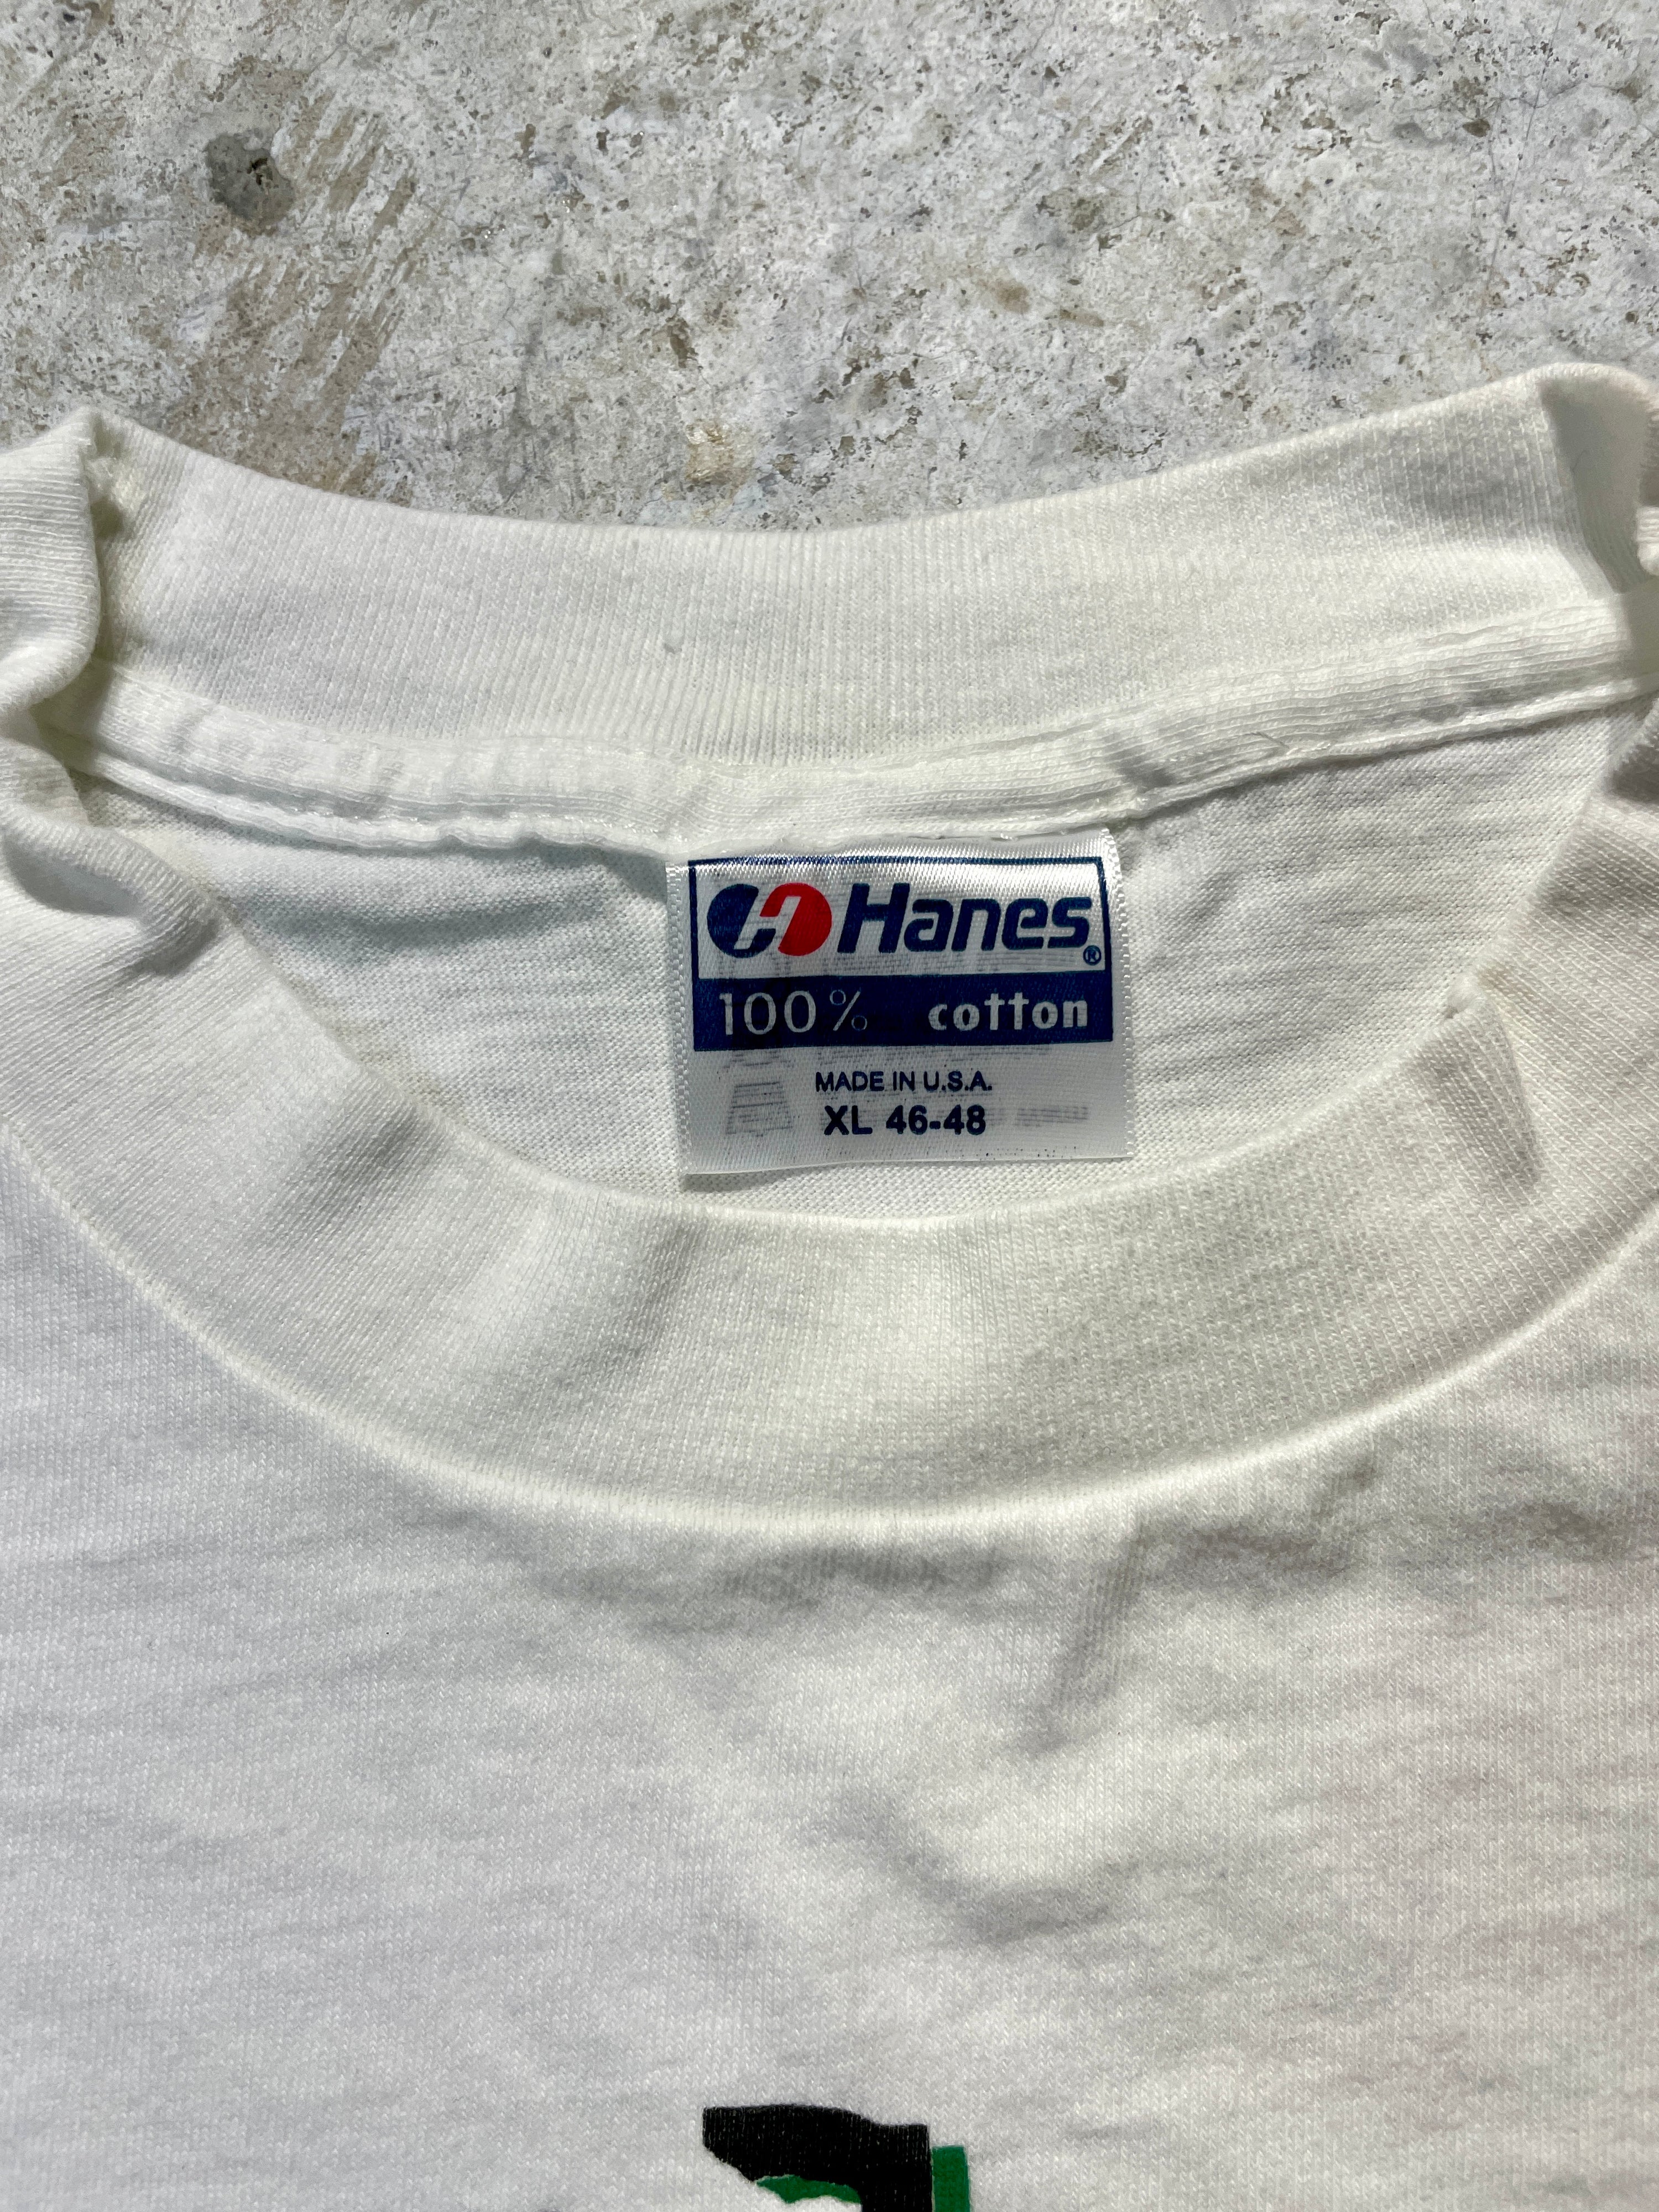 Hanes®
100% cotton
MADE IN U.S.A.
XL 46-48